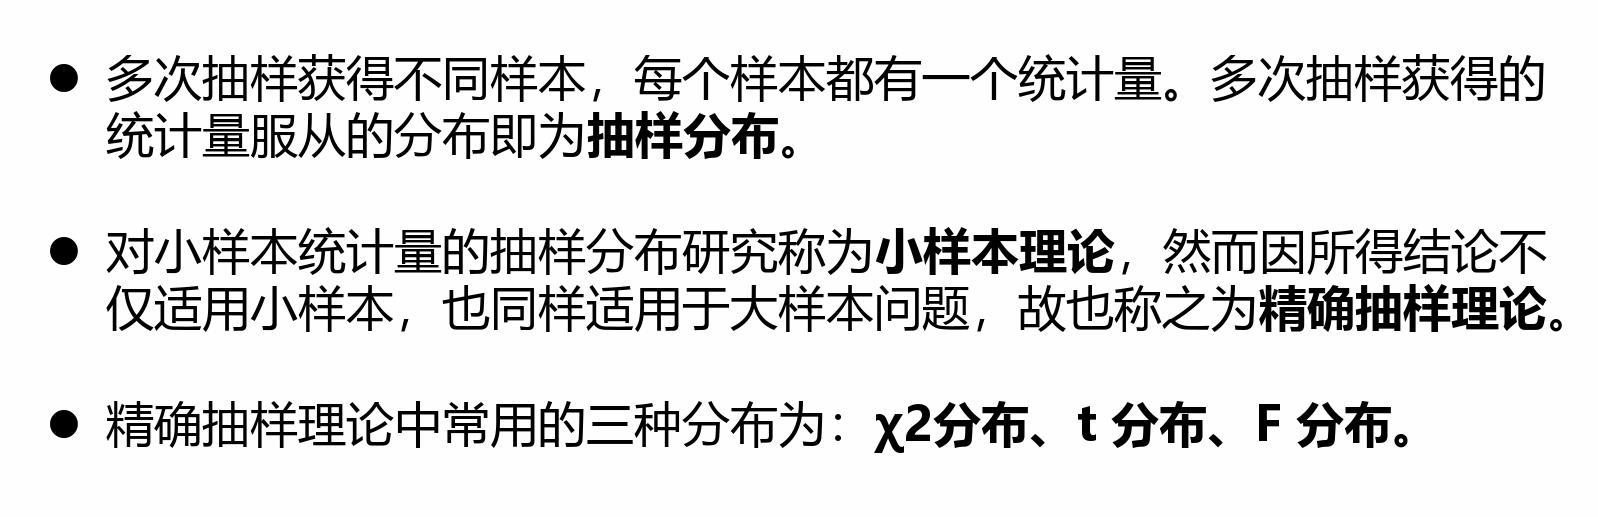 ● 多次抽样获得不同样本，每个样本都有一个统计量。多次抽样获得的
统计量服从的分布即为抽样分布。
● 对小样本统计量的抽样分布研究称为小样本理论，然而因所得结论不
仅适用小样本，也同样适用于大样本问题，故也称之为精确抽样理论。
● 精确抽样理论中常用的三种分布为：χ2分布、t 分布、F 分布。